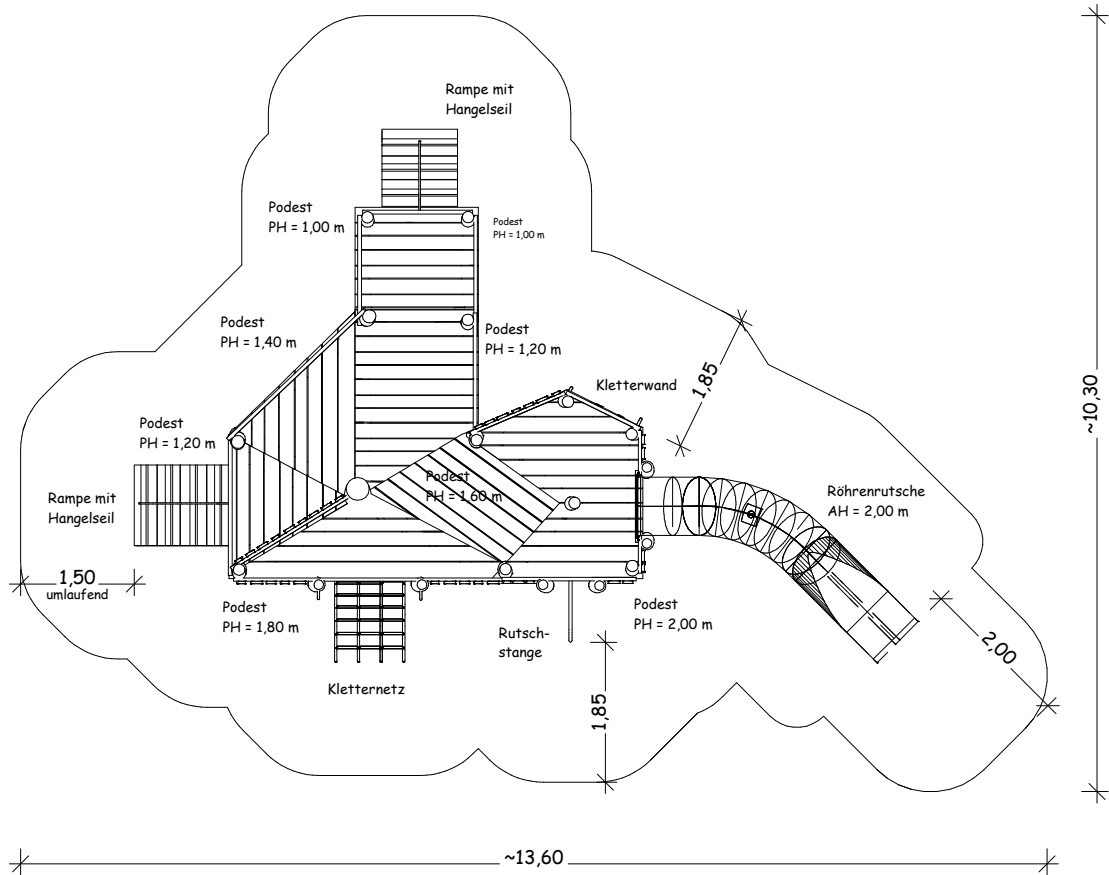 Rampe mit
Hangelseil
Podest
PH = 1,00 m
Podest
PH = 1,00 m
Podest
PH = 1,40 m
Podest
PH = 1,20 m
1,85
~10,30
Kletterwand
Podest
PH = 1,20 m
Podest
PH = 1,60 m
Rampe mit
Hangelseil
Röhrenrutsche
AH = 2,00 m
1,50
umlaufend
Podest
PH = 1,80 m
Podest
PH = 2,00 m
Rutsch-
stange
2,00
Kletternetz
1,85
~13,60